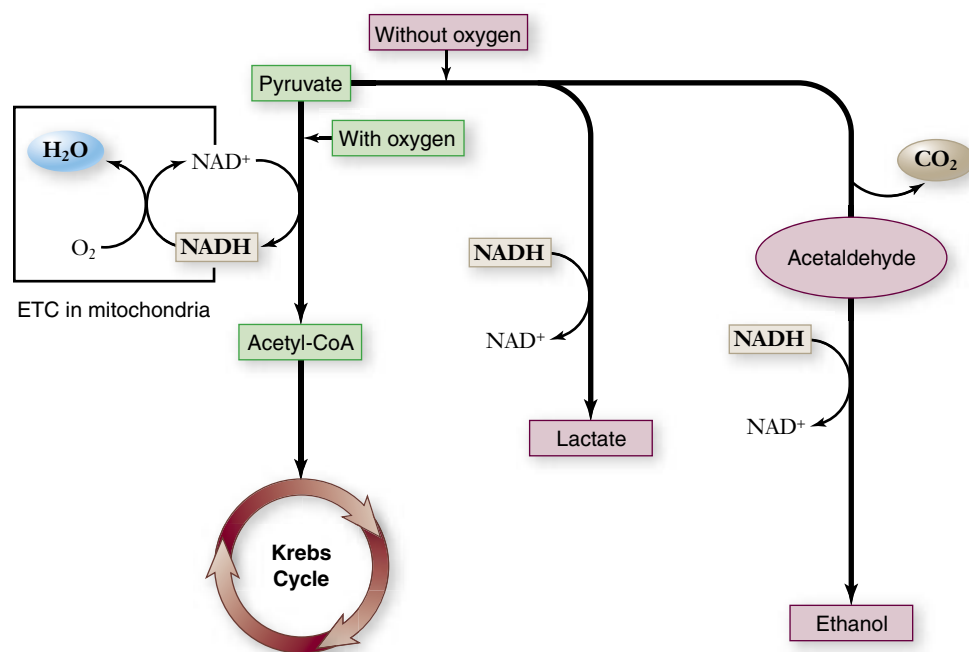 Without oxygen
Pyruvate
With oxygen
H₂O
NAD⁺
CO₂
O₂
NADH
NADH
Acetaldehyde
ETC in mitochondria
Acetyl-CoA
NAD⁺
NADH
Lactate
NAD⁺
Krebs
Cycle
Ethanol